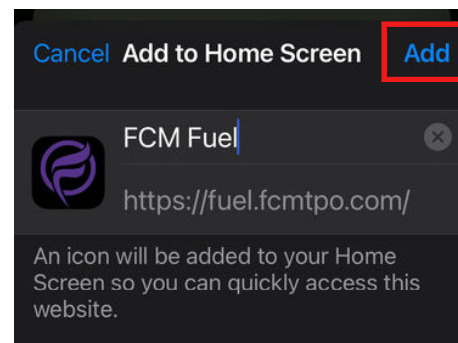 Cancel Add to Home Screen Add
FCM Fuel
https://fuel.fcmtpo.com/
An icon will be added to your Home
Screen so you can quickly access this
website.